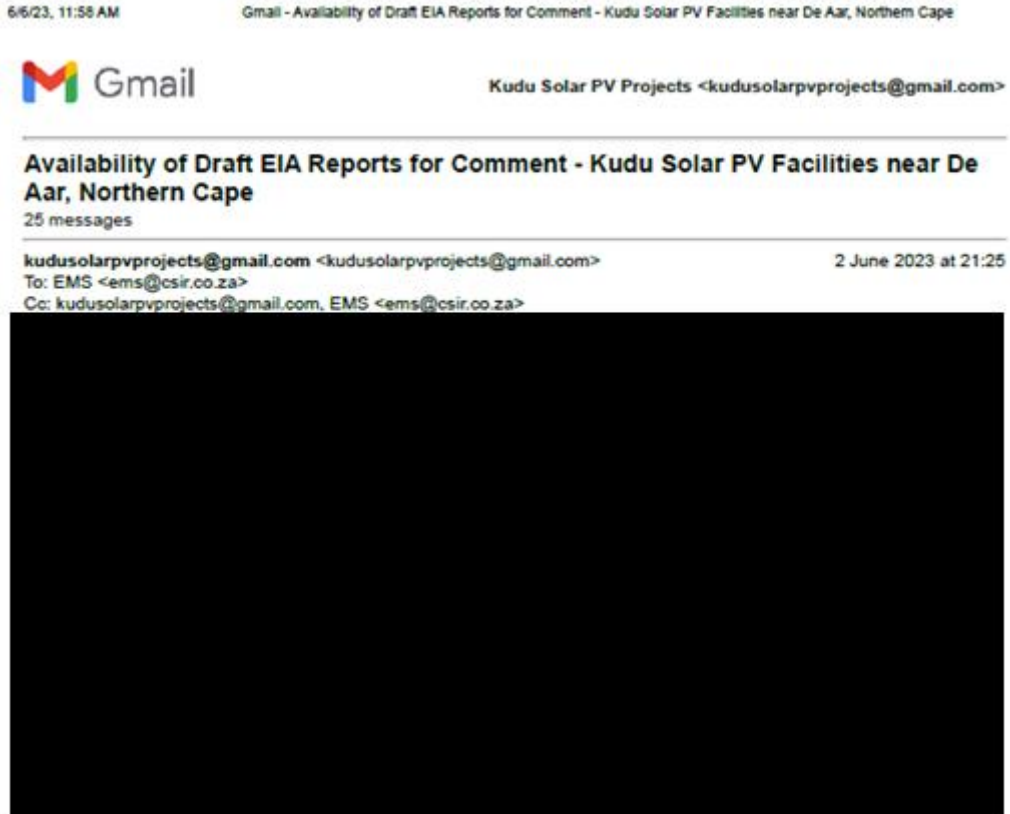 6/6/23, 11:58 AM Gmail - Availability of Draft EIA Reports for Comment - Kudu Solar PV Facilities near De Aar, Northern Cape
Gmail Kudu Solar PV Projects <kudusolarpvprojects@gmail.com>
Availability of Draft EIA Reports for Comment - Kudu Solar PV Facilities near De
Aar, Northern Cape
25 messages
kudusolarpvprojects@gmail.com <kudusolarpvprojects@gmail.com> 2 June 2023 at 21:25
To: EMS <ems@csir.co.za>
Cc: kudusolarpvprojects@gmail.com, EMS <ems@csir.co.za>